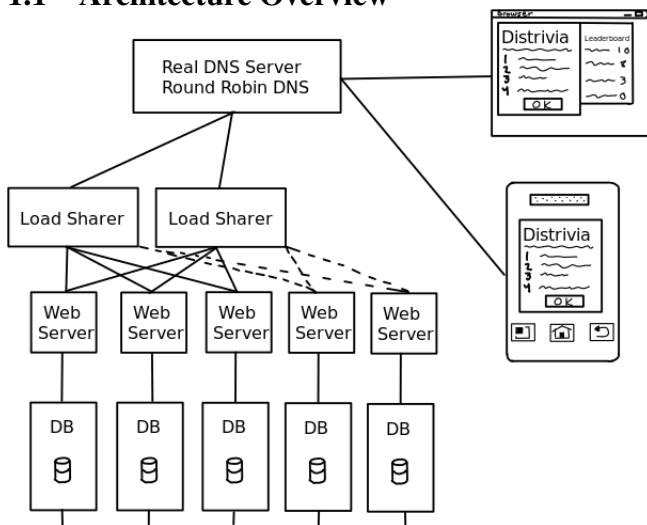 1.1 Architecture Overview
Browser
Real DNS Server
Round Robin DNS
Distrivia
1
2
3
4
OK
Leaderboard
10
8
3
0
Load Sharer
Load Sharer
Distrivia
1
2
3
4
OK
Web
Server
Web
Server
Web
Server
Web
Server
Web
Server
DB
DB
DB
DB
DB